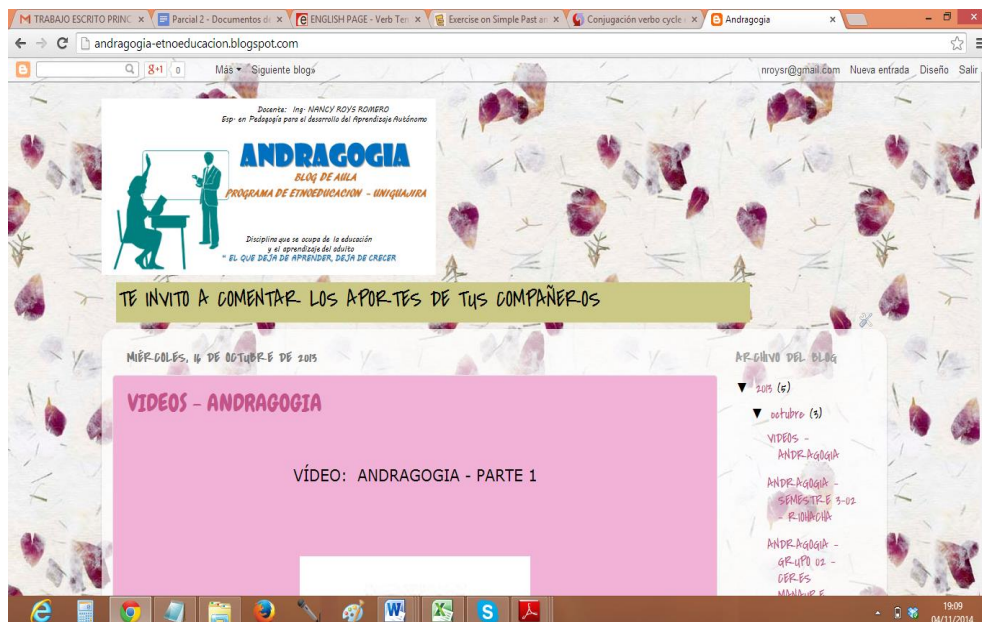 TRABAJO ESCRITO PRINC
Parcial 2 - Documentos de
ENGLISH PAGE - Verb Ten
Exercise on Simple Past an
Conjugación verbo cycle
Andragogia
andragogia-etnoeducacion.blogspot.com
g+1 0 Más Siguiente blog» nroysr@gmail.com Nueva entrada Diseño Salir
Docente: Ing. NANCY ROYS ROMERO
Esp. en Pedagogía para el desarrollo del Aprendizaje Autónomo
ANDRAGOGIA
BLOG DE AULA
PROGRAMA DE ETNOEDUCACION - UNIGUAJIRA
Disciplina que se ocupa de la educación
y el aprendizaje del adulto
" EL QUE DEJA DE APRENDER, DEJA DE CRECER
TE INVITO A COMENTAR LOS APORTES DE TUS COMPAÑEROS
MIÉRCOLES, 16 DE OCTUBRE DE 2013
VIDEOS - ANDRAGOGIA
VÍDEO: ANDRAGOGIA - PARTE 1
ARCHIVO DEL BLOG
▼ 2013 (5)
▼ octubre (3)
VIDEOS -
ANDRAGOGIA
ANDRAGOGIA -
SEMESTRE 3-02
- RIOHACHA
ANDRAGOGIA -
GRUPO 02 -
CERES
MANAURE
19:09
04/11/2014